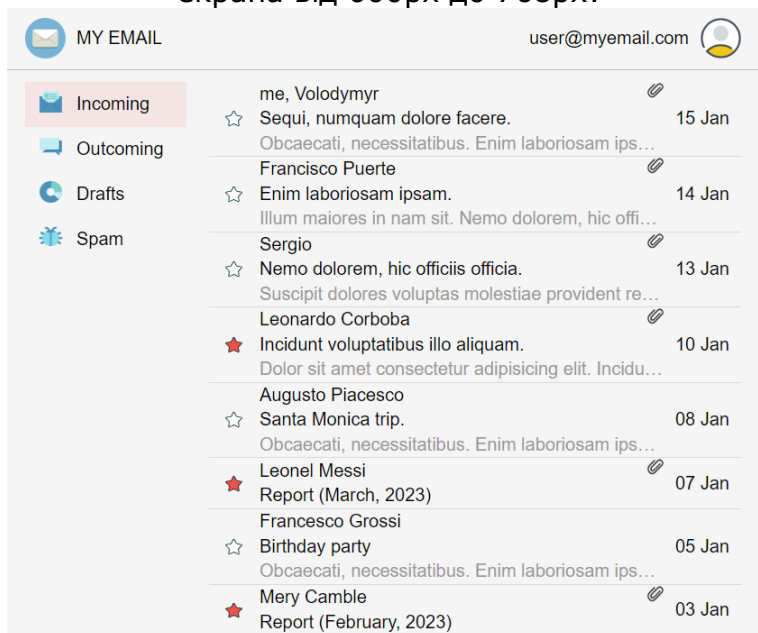 екрана від 600px до 768px:
MY EMAIL
user@myemail.com
Incoming
Outcoming
Drafts
Spam
me, Volodymyr
Sequi, numquam dolore facere.
15 Jan
Obcaecati, necessitatibus. Enim laboriosam ips…
Francisco Puerte
Enim laboriosam ipsam.
14 Jan
Illum maiores in nam sit. Nemo dolorem, hic offi…
Sergio
Nemo dolorem, hic officiis officia.
13 Jan
Suscipit dolores voluptas molestiae provident re…
Leonardo Corboba
Incidunt voluptatibus illo aliquam.
10 Jan
Dolor sit amet consectetur adipisicing elit. Incidu…
Augusto Piacesco
Santa Monica trip.
08 Jan
Obcaecati, necessitatibus. Enim laboriosam ips…
Leonel Messi
Report (March, 2023)
07 Jan
Francesco Grossi
Birthday party
05 Jan
Obcaecati, necessitatibus. Enim laboriosam ips…
Mery Camble
Report (February, 2023)
03 Jan